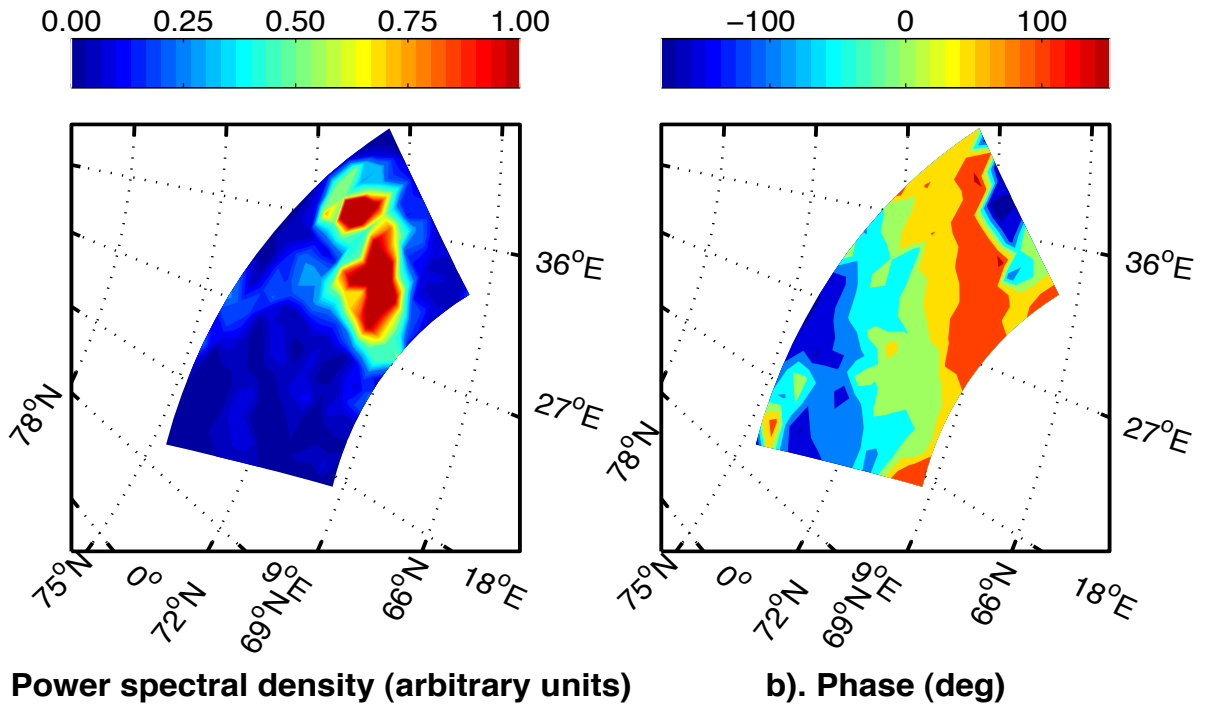 0.00 0.25 0.50 0.75 1.00
−100 0 100
36°E
27°E
78°N
75°N
0°
72°N
9°E
69°N
66°N
18°E
36°E
27°E
78°N
75°N
0°
72°N
9°E
69°N
66°N
18°E
Power spectral density (arbitrary units)
b). Phase (deg)